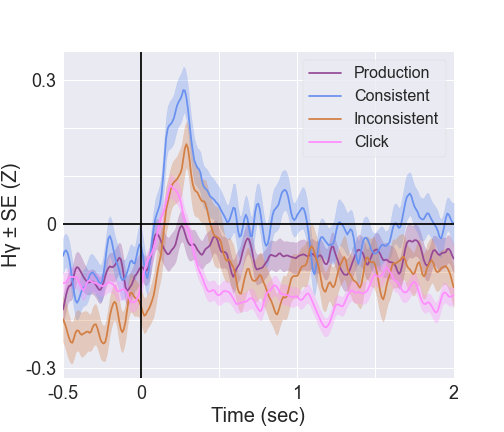 Production
Consistent
Inconsistent
Click
0.3
0
-0.3
Hγ ± SE (Z)
-0.5
0
1
2
Time (sec)